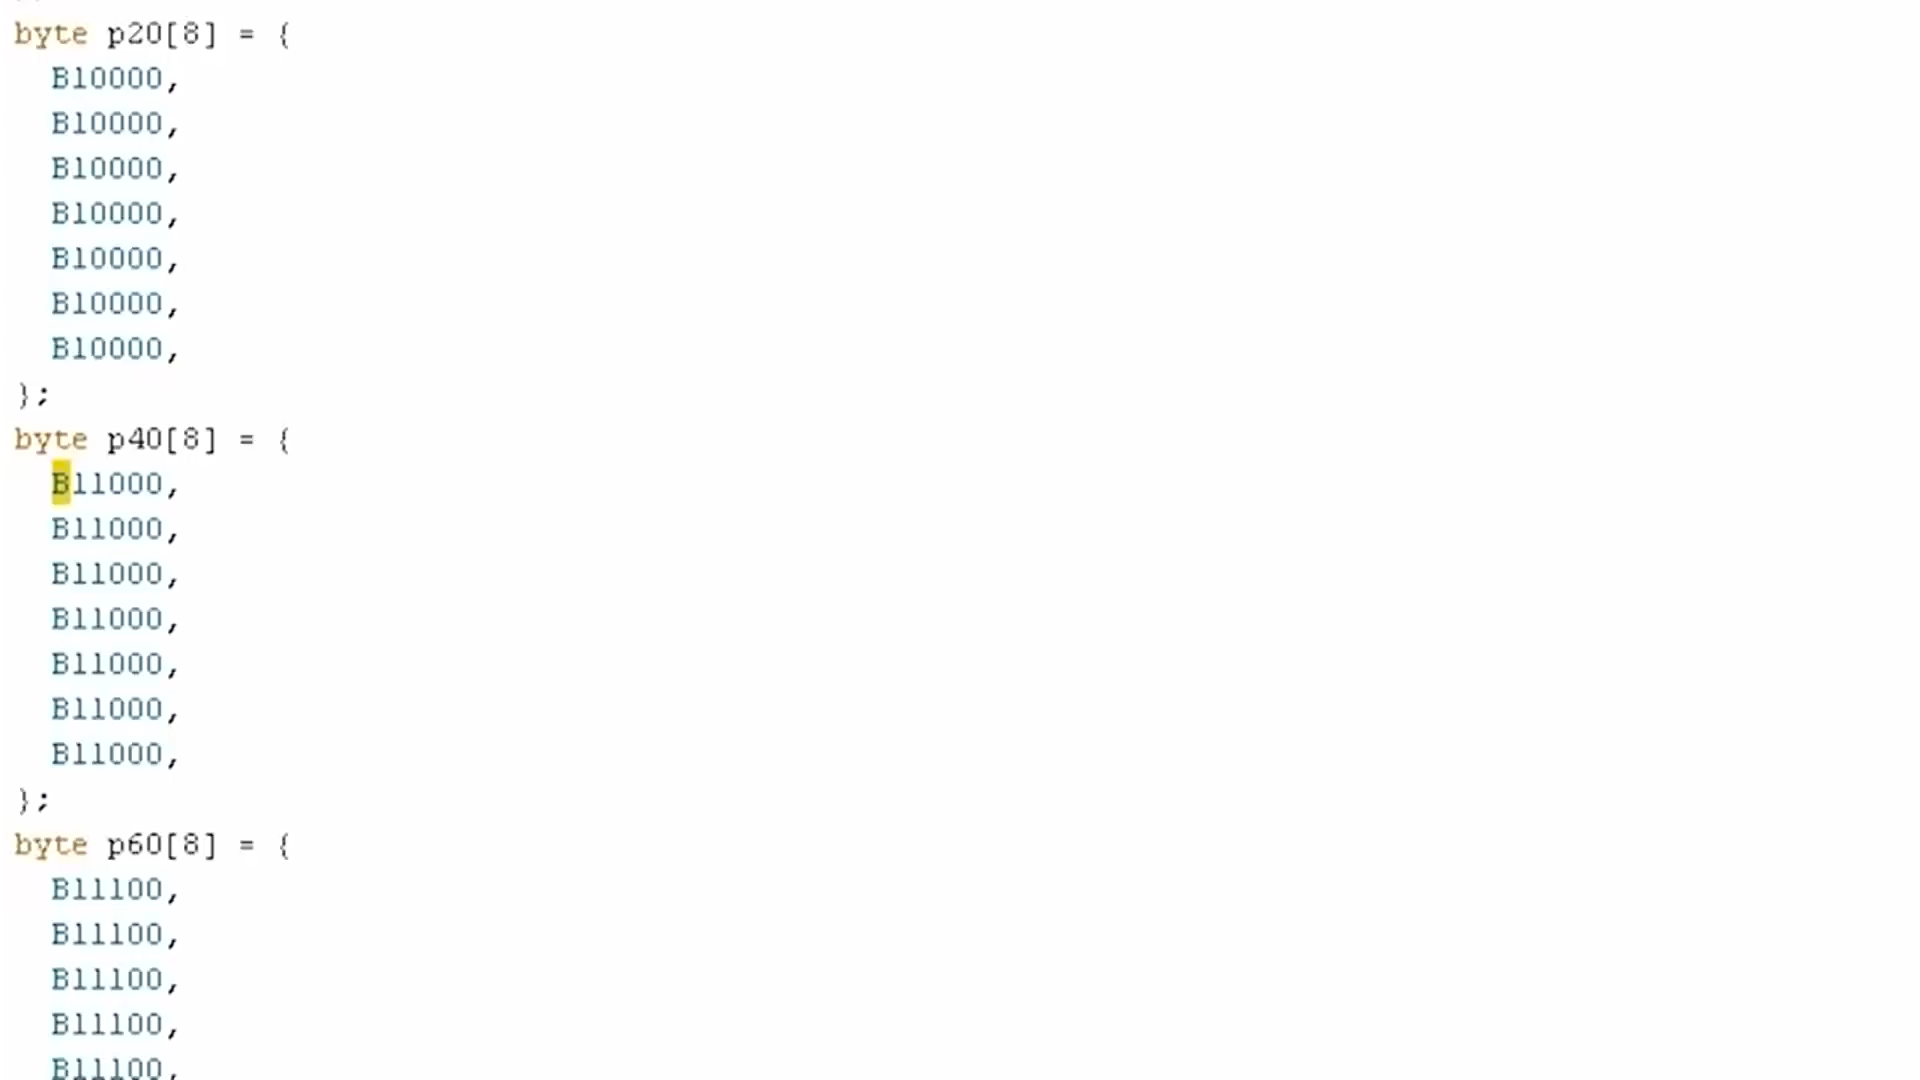 byte p20[8] = {
B10000,
B10000,
B10000,
B10000,
B10000,
B10000,
B10000,
};
byte p40[8] = {
B11000,
B11000,
B11000,
B11000,
B11000,
B11000,
B11000,
};
byte p60[8] = {
B11100,
B11100,
B11100,
B11100,
B11100,